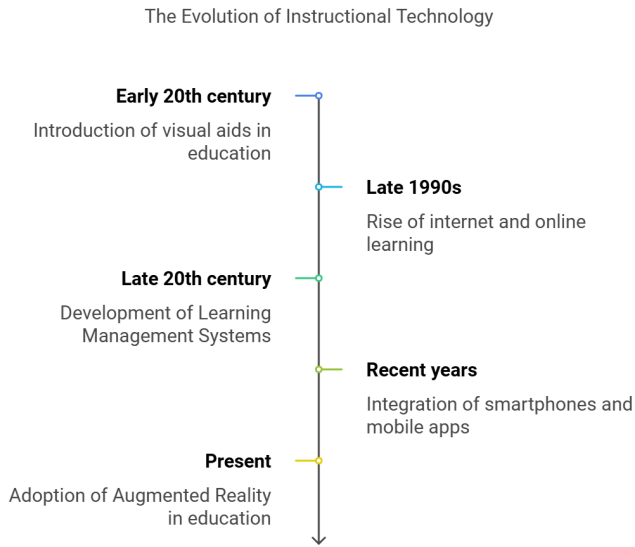 The Evolution of Instructional Technology
Early 20th century
Introduction of visual aids in
education
Late 1990s
Rise of internet and online
learning
Late 20th century
Development of Learning
Management Systems
Recent years
Integration of smartphones and
mobile apps
Present
Adoption of Augmented Reality
in education